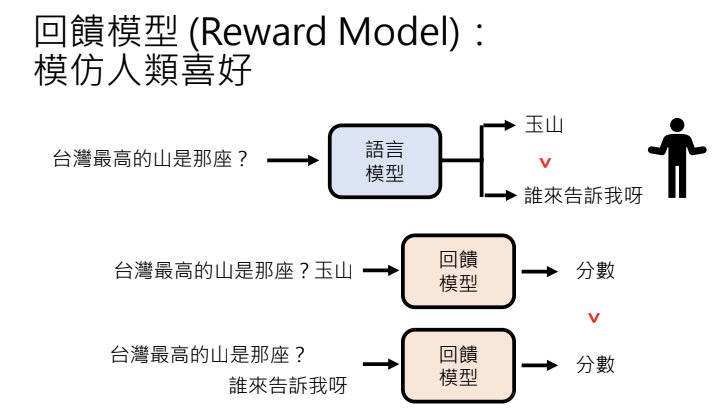 回饋模型 (Reward Model)：
模仿人類喜好
台灣最高的山是那座？
語言
模型
玉山
v
誰來告訴我呀
台灣最高的山是那座？玉山
回饋
模型
分數
v
台灣最高的山是那座？
誰來告訴我呀
回饋
模型
分數